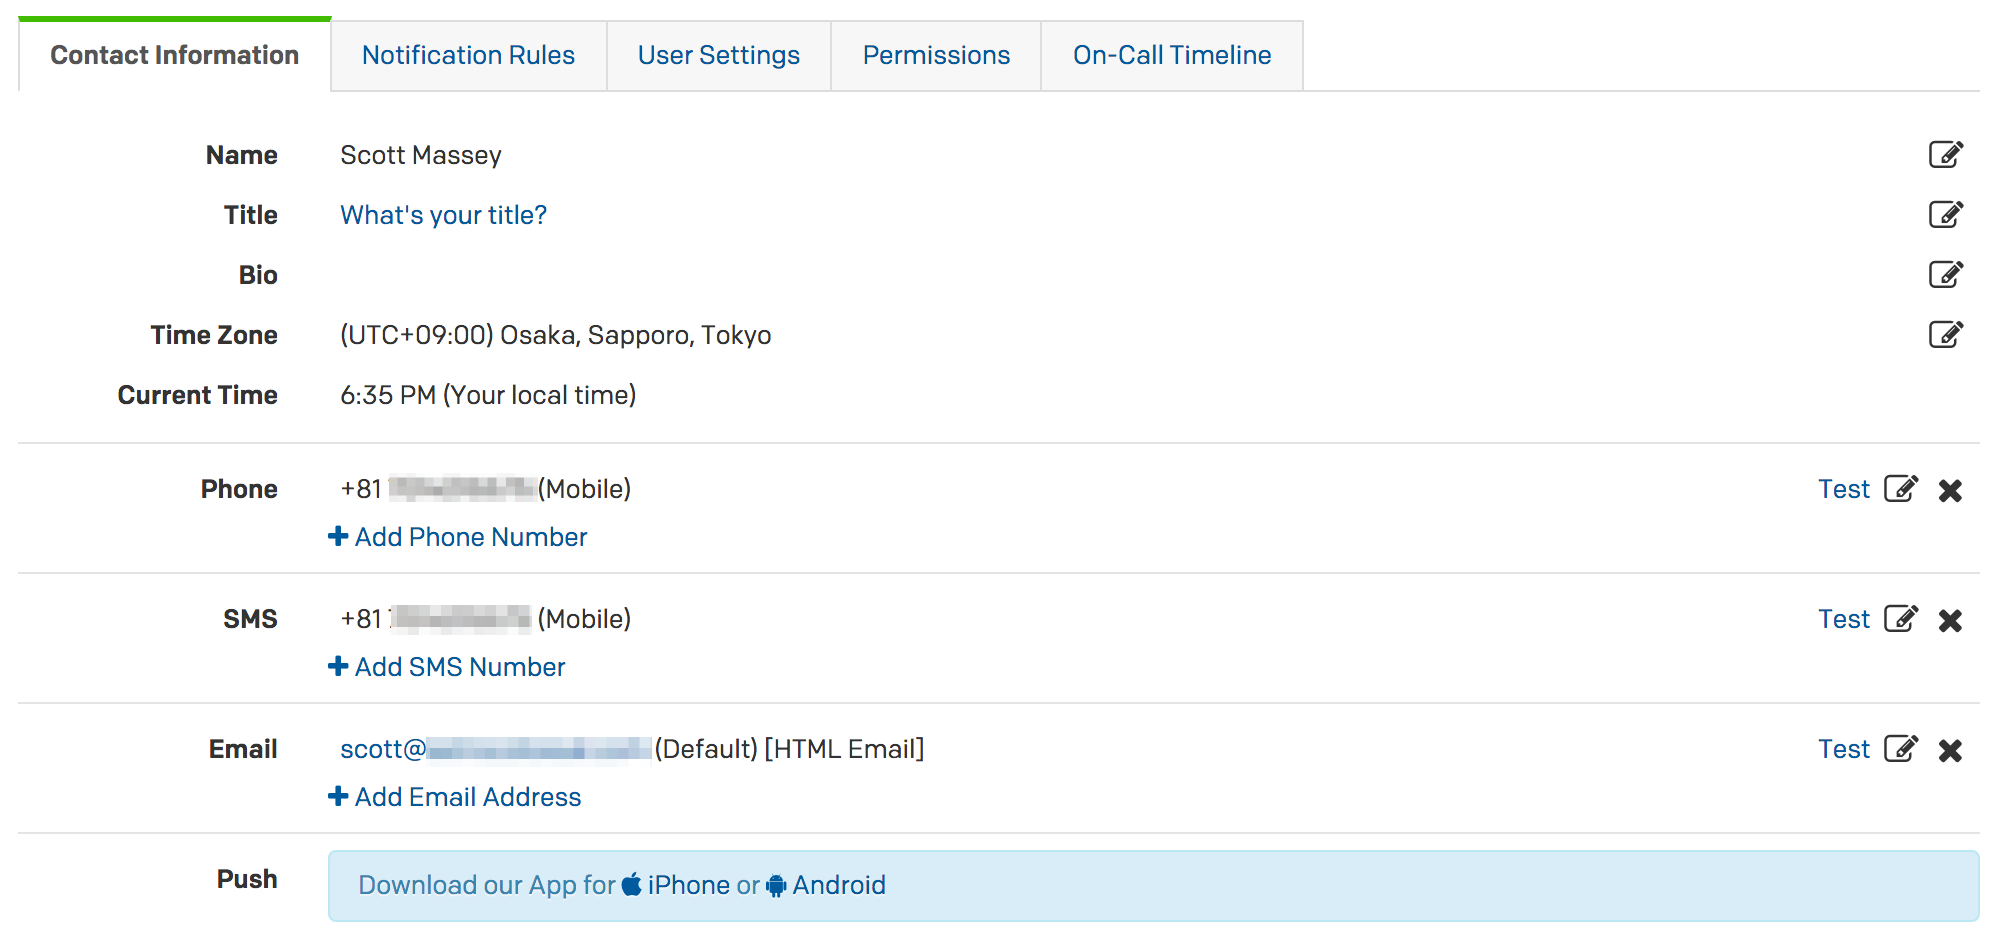 Contact Information Notification Rules User Settings Permissions On-Call Timeline
Name Scott Massey
Title What's your title?
Bio
Time Zone (UTC+09:00) Osaka, Sapporo, Tokyo
Current Time 6:35 PM (Your local time)
Phone +81 (Mobile) Test
Add Phone Number
SMS +81 (Mobile) Test
Add SMS Number
Email scott@ (Default) [HTML Email] Test
Add Email Address
Push Download our App for iPhone or Android